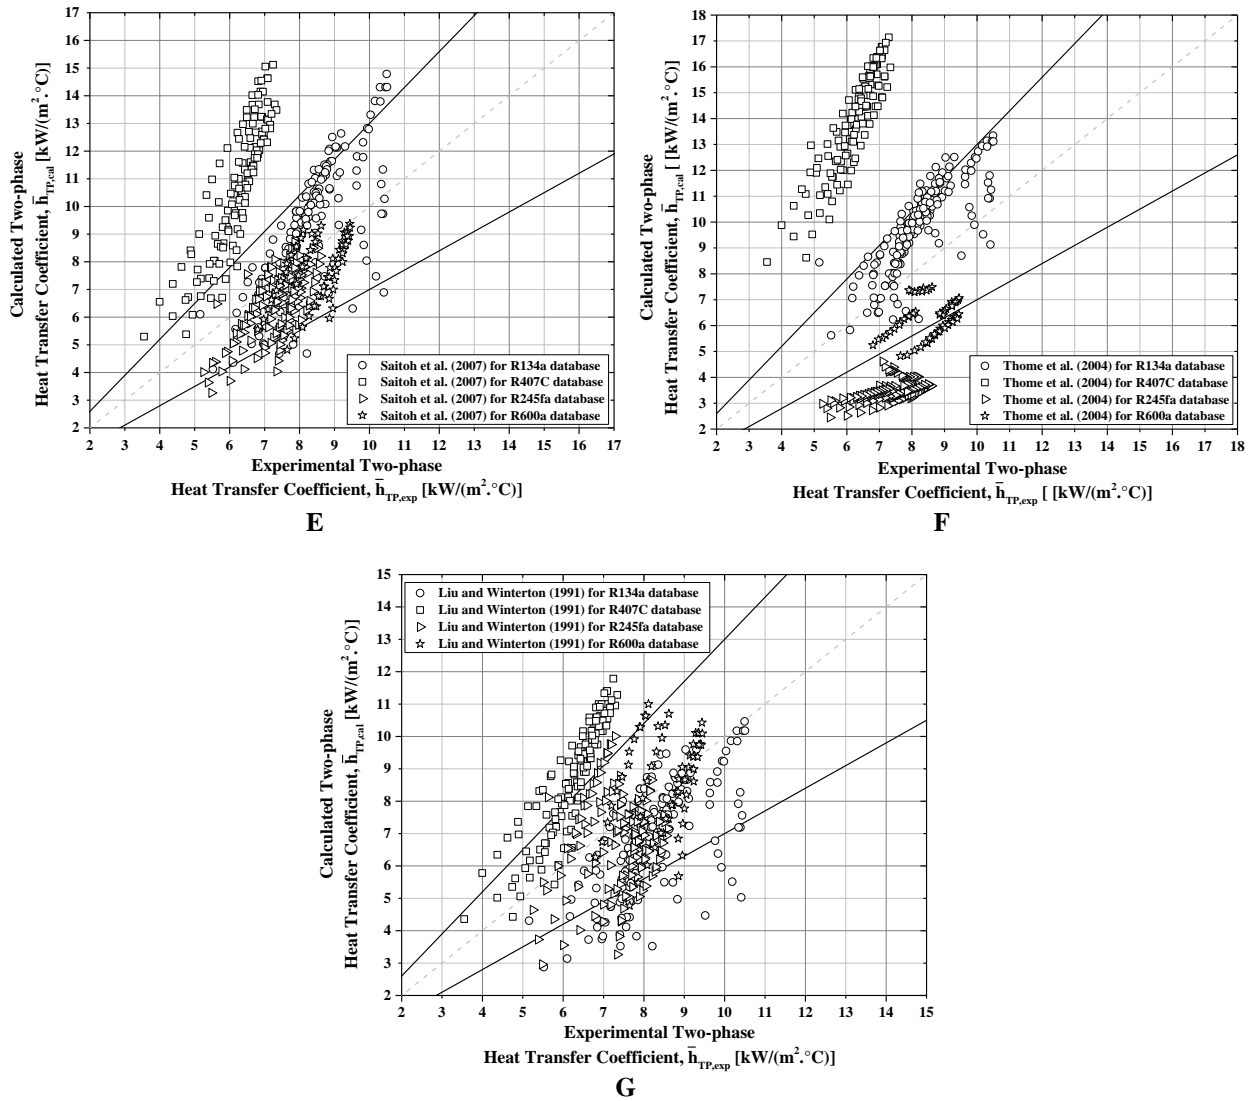 17
16
15
14
13
12
11
10
9
8
7
6
5
4
3
2
Calculated Two-phase
Heat Transfer Coefficient, h̅TP,cal [kW/(m².°C)]
Saitoh et al. (2007) for R134a database
Saitoh et al. (2007) for R407C database
Saitoh et al. (2007) for R245fa database
Saitoh et al. (2007) for R600a database
2 3 4 5 6 7 8 9 10 11 12 13 14 15 16 17
Experimental Two-phase
Heat Transfer Coefficient, h̅TP,exp [kW/(m².°C)]
E
18
17
16
15
14
13
12
11
10
9
8
7
6
5
4
3
2
Calculated Two-phase
Heat Transfer Coefficient, h̅TP,cal [ [kW/(m².°C)]
Thome et al. (2004) for R134a database
Thome et al. (2004) for R407C database
Thome et al. (2004) for R245fa database
Thome et al. (2004) for R600a database
2 3 4 5 6 7 8 9 10 11 12 13 14 15 16 17 18
Experimental Two-phase
Heat Transfer Coefficient, h̅TP,exp [ [kW/(m².°C)]
F
15
14
13
12
11
10
9
8
7
6
5
4
3
2
Calculated Two-phase
Heat Transfer Coefficient, h̅TP,cal [kW/(m².°C)]
Liu and Winterton (1991) for R134a database
Liu and Winterton (1991) for R407C database
Liu and Winterton (1991) for R245fa database
Liu and Winterton (1991) for R600a database
2 3 4 5 6 7 8 9 10 11 12 13 14 15
Experimental Two-phase
Heat Transfer Coefficient, h̅TP,exp [kW/(m².°C)]
G